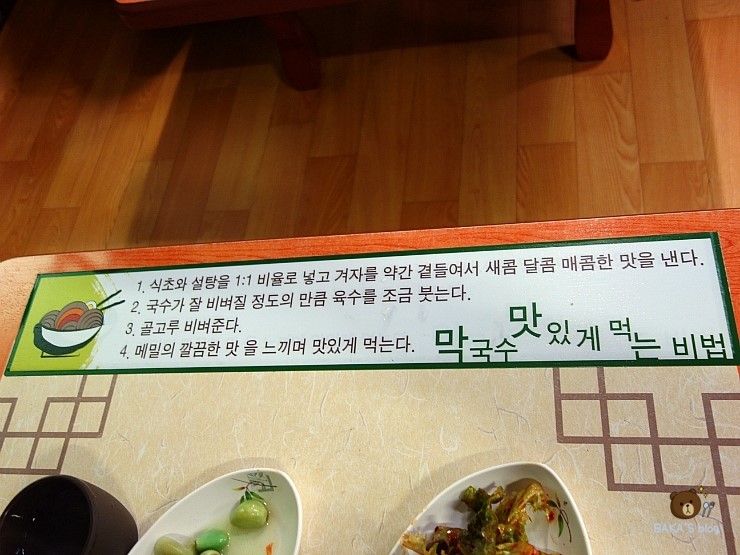 1. 식초와 설탕을 1:1 비율로 넣고 겨자를 약간 곁들여서 새콤 달콤 매콤한 맛을 낸다.
2. 국수가 잘 비벼질 정도의 만큼 육수를 조금 붓는다.
3. 골고루 비벼준다.
4. 메밀의 깔끔한 맛 을 느끼며 맛있게 먹는다.
막국수 맛있게 먹는 비법
BAKA'S blog